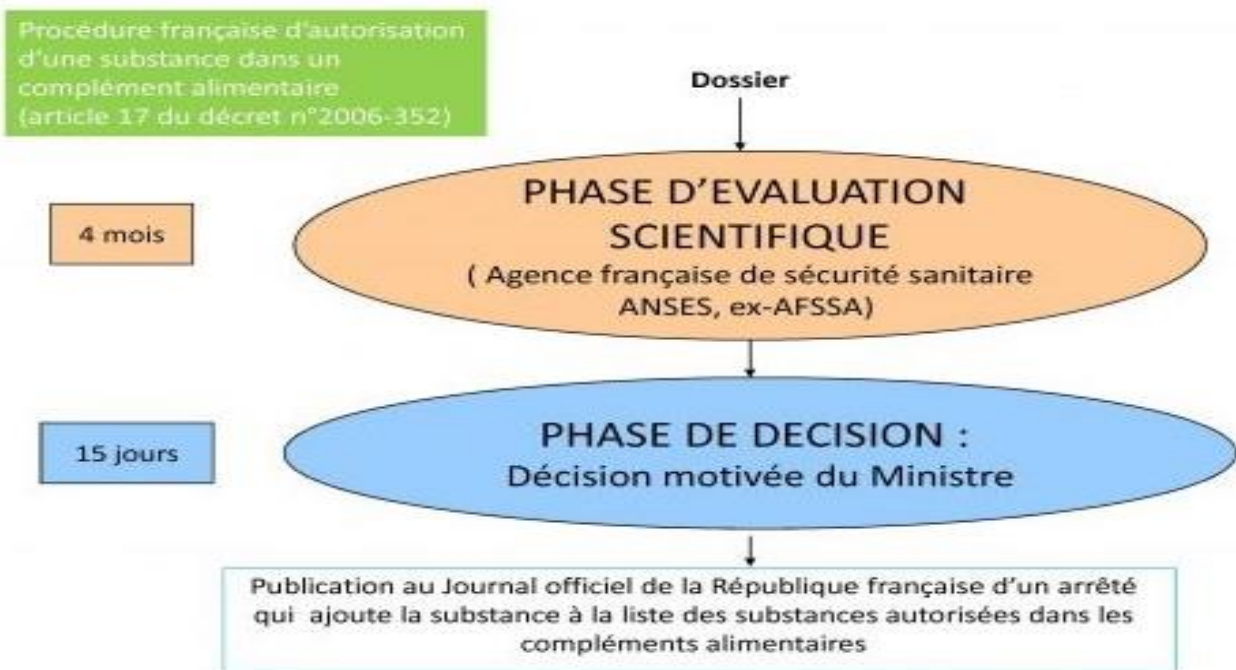 Procédure française d'autorisation
d'une substance dans un
complément alimentaire
(article 17 du décret n°2006-352)
Dossier
4 mois
PHASE D'EVALUATION
SCIENTIFIQUE
( Agence française de sécurité sanitaire
ANSES, ex-AFSSA)
15 jours
PHASE DE DECISION :
Décision motivée du Ministre
Publication au Journal officiel de la République française d'un arrêté
qui ajoute la substance à la liste des substances autorisées dans les
compléments alimentaires